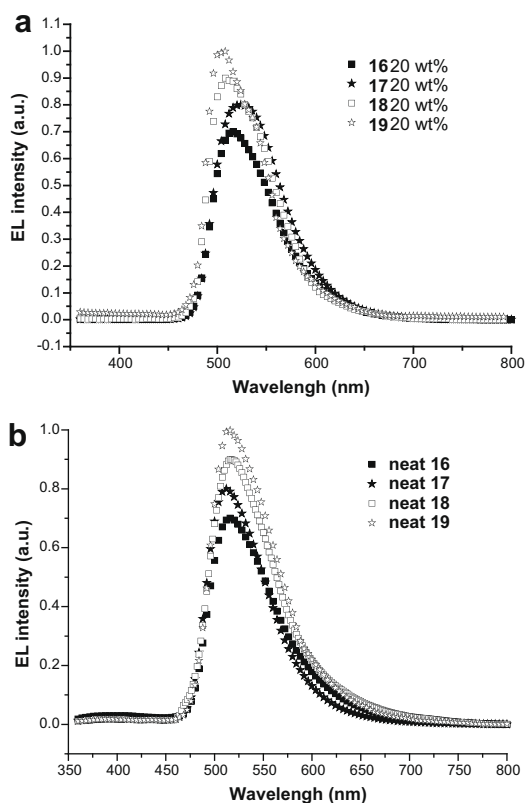 a
1.1
1.0
0.9
0.8
0.7
0.6
0.5
0.4
0.3
0.2
0.1
0.0
-0.1
EL intensity (a.u.)
16 20 wt%
17 20 wt%
18 20 wt%
19 20 wt%
400 500 600 700 800
Wavelengh (nm)
b
1.0
0.8
0.6
0.4
0.2
0.0
EL intensity (a.u.)
neat 16
neat 17
neat 18
neat 19
350 400 450 500 550 600 650 700 750 800
Wavelengh (nm)